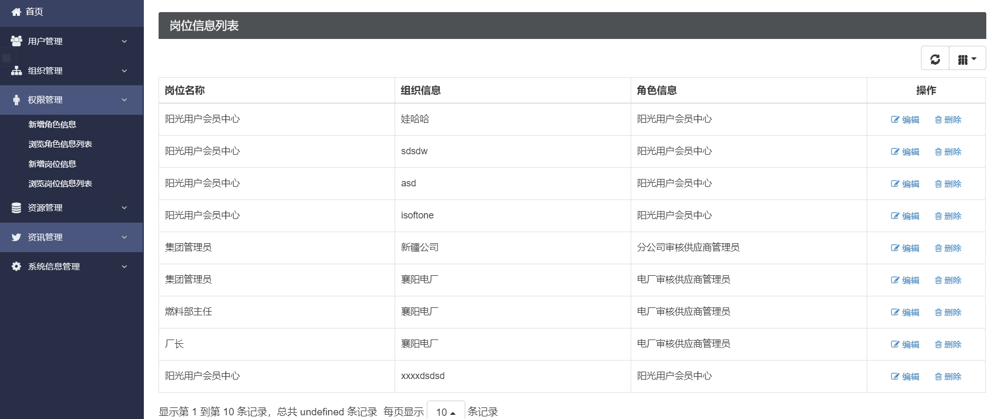 首页
用户管理
组织管理
权限管理
新增角色信息
浏览角色信息列表
新增岗位信息
浏览岗位信息列表
资源管理
资讯管理
系统信息管理
岗位信息列表
岗位名称 组织信息 角色信息 操作
阳光用户会员中心 娃哈哈 阳光用户会员中心 编辑 删除
阳光用户会员中心 sdsdw 阳光用户会员中心 编辑 删除
阳光用户会员中心 asd 阳光用户会员中心 编辑 删除
阳光用户会员中心 isoftone 阳光用户会员中心 编辑 删除
集团管理员 新疆公司 分公司审核供应商管理员 编辑 删除
集团管理员 襄阳电厂 电厂审核供应商管理员 编辑 删除
燃料部主任 襄阳电厂 电厂审核供应商管理员 编辑 删除
厂长 襄阳电厂 电厂审核供应商管理员 编辑 删除
阳光用户会员中心 xxxxdsdsd 阳光用户会员中心 编辑 删除
显示第 1 到第 10 条记录，总共 undefined 条记录 每页显示 10 条记录